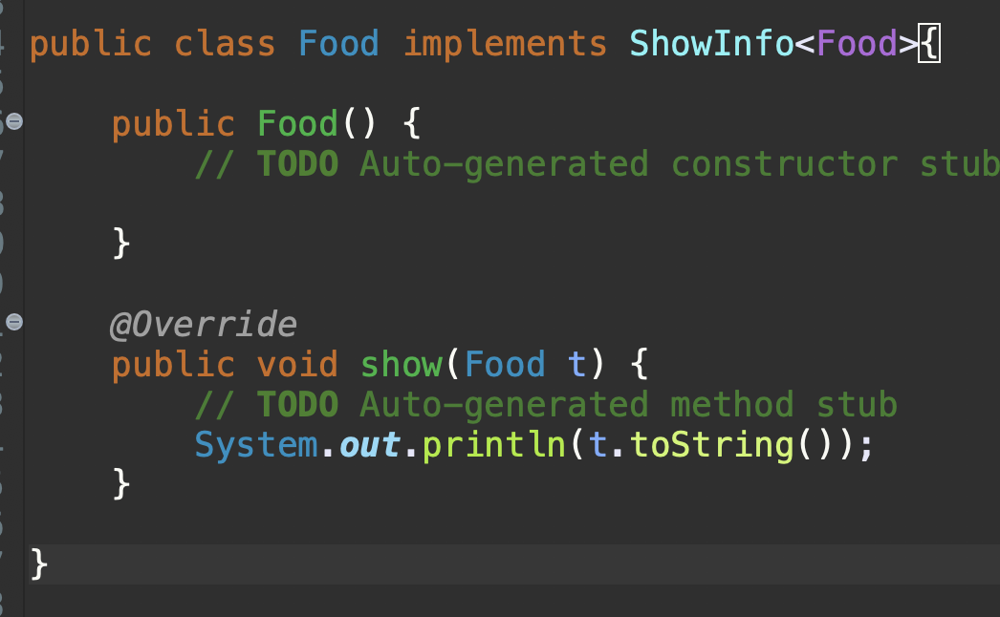 public class Food implements ShowInfo<Food>{
public Food() {
// TODO Auto-generated constructor stub
}
@Override
public void show(Food t) {
// TODO Auto-generated method stub
System.out.println(t.toString());
}
}